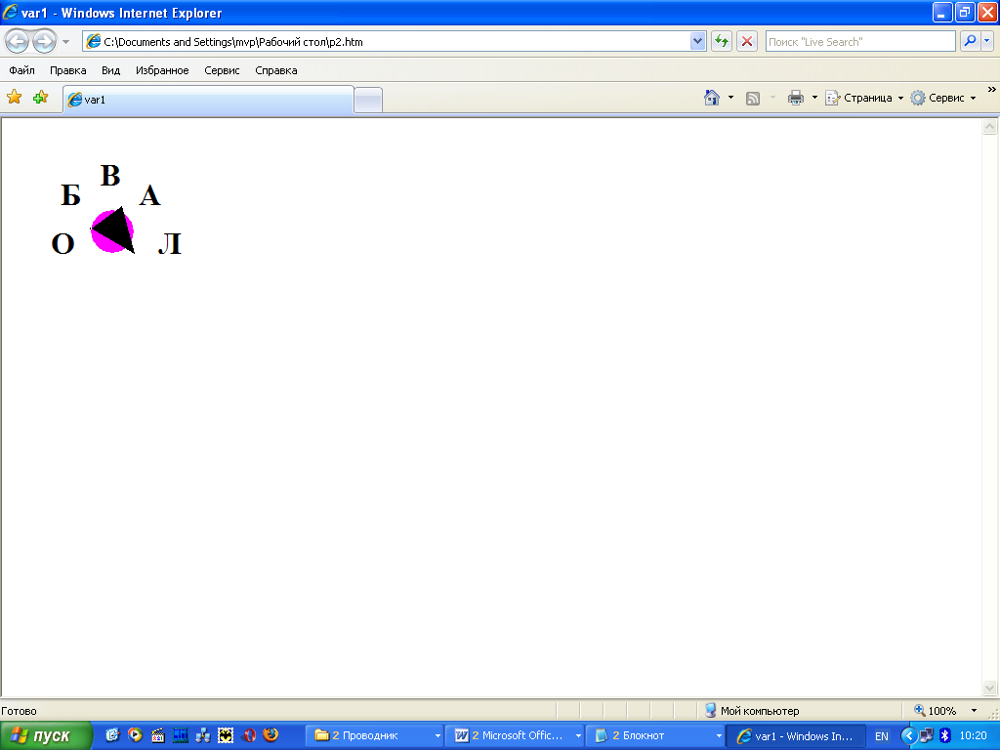 var1 - Windows Internet Explorer
C:\Documents and Settings\mvp\Рабочий стол\p2.htm
Поиск "Live Search"
Файл Правка Вид Избранное Сервис Справка
var1
Страница Сервис
В
Б А
О Л
Готово
Мой компьютер
100%
пуск
2 Проводник
2 Microsoft Offic...
2 Блокнот
var1 - Windows In...
EN
10:20